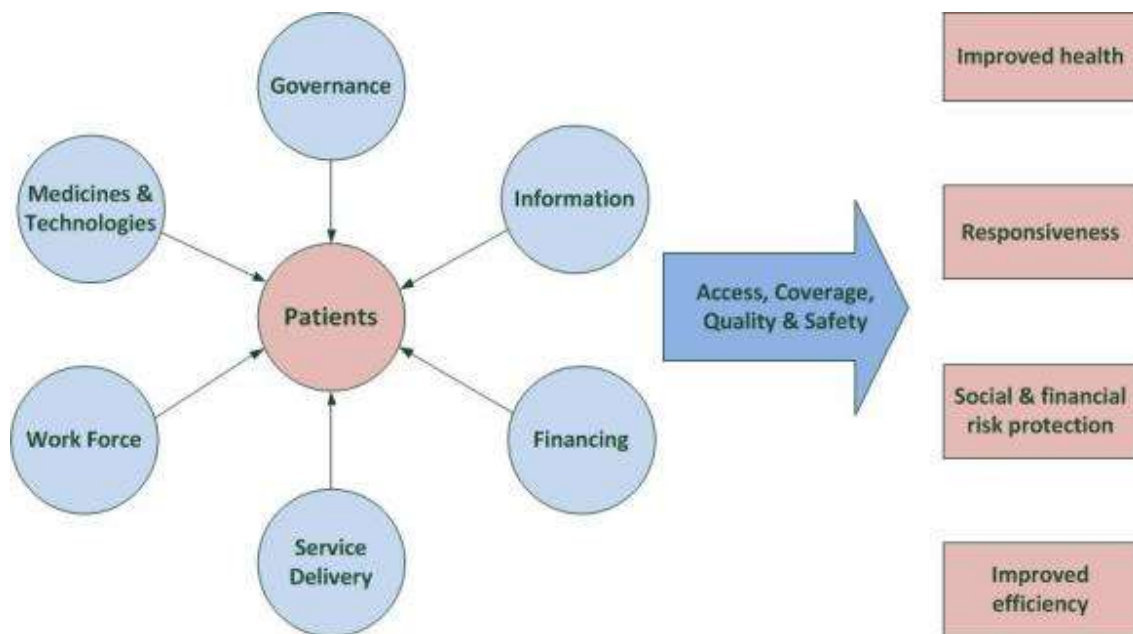 Governance
Medicines &
Technologies
Information
Patients
Work Force
Financing
Service
Delivery
Access, Coverage,
Quality & Safety
Improved health
Responsiveness
Social & financial
risk protection
Improved
efficiency